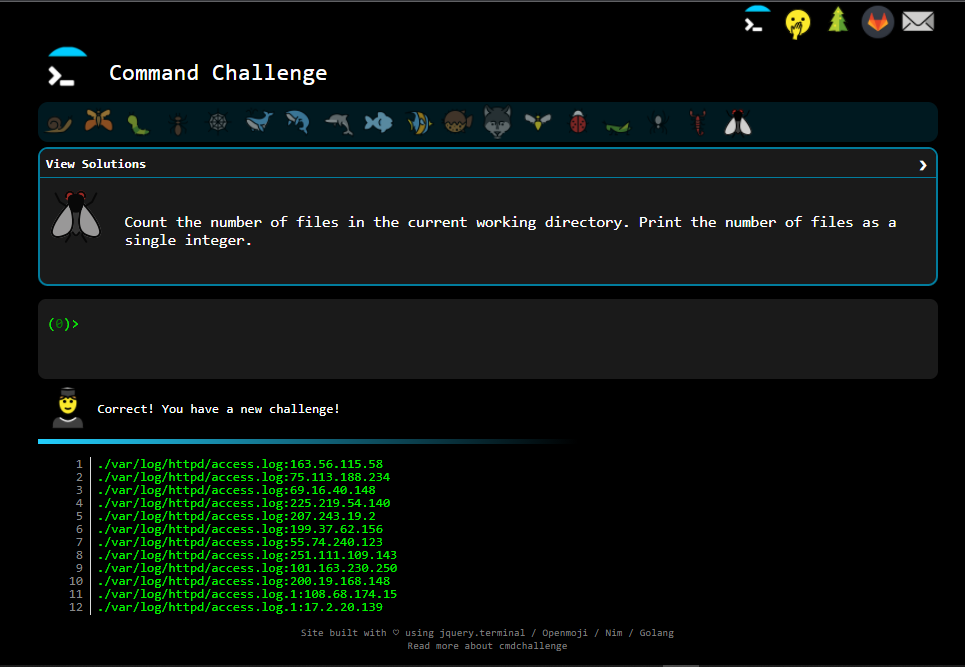 Command Challenge
View Solutions
Count the number of files in the current working directory. Print the number of files as a
single integer.
(0)>
Correct! You have a new challenge!
1 ./var/log/httpd/access.log:163.56.115.58
2 ./var/log/httpd/access.log:75.113.188.234
3 ./var/log/httpd/access.log:69.16.40.148
4 ./var/log/httpd/access.log:225.219.54.140
5 ./var/log/httpd/access.log:207.243.19.2
6 ./var/log/httpd/access.log:199.37.62.156
7 ./var/log/httpd/access.log:55.74.240.123
8 ./var/log/httpd/access.log:251.111.109.143
9 ./var/log/httpd/access.log:101.163.230.250
10 ./var/log/httpd/access.log:200.19.168.148
11 ./var/log/httpd/access.log.1:108.68.174.15
12 ./var/log/httpd/access.log.1:17.2.20.139
Site built with ♡ using jquery.terminal / Openmoji / Nim / Golang
Read more about cmdchallenge